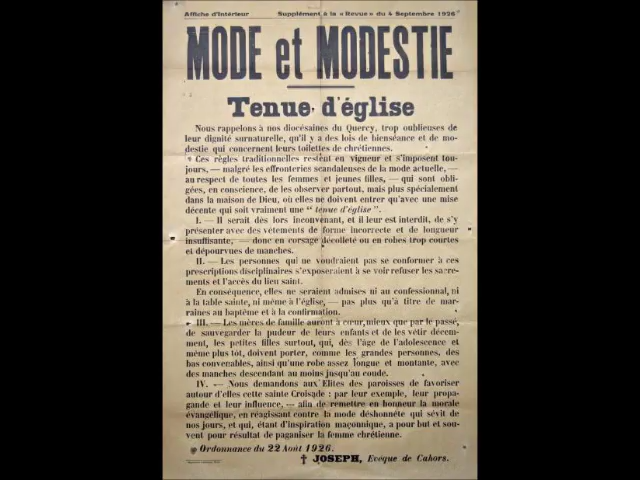 Affiche d'Intérieur Supplément à la « Revue » du 4 Septembre 1926
MODE et MODESTIE
Tenue d'église
Nous rappelons à nos diocésaines du Quercy, trop oublieuses de
leur dignité surnaturelle, qu'il y a des lois de bienséance et de mo-
destie qui concernent leurs toilettes de chrétiennes.
Ces règles traditionnelles restent en vigueur et s'imposent tou-
jours, — malgré les effronteries scandaleuses de la mode actuelle, —
au respect de toutes les femmes et jeunes filles, — qui sont obli-
gées, en conscience, de les observer partout, mais plus spécialement
dans la maison de Dieu, où elles ne doivent entrer qu'avec une mise
décente qui soit vraiment une " tenue d'église ".
I. — Il serait dès lors inconvenant, et il leur est interdit, de s'y
présenter avec des vêtements de forme incorrecte et de longueur
insuffisante, — donc en corsage décolleté ou en robes trop courtes
et dépourvues de manches.
II. — Les personnes qui ne voudraient pas se conformer à ces
prescriptions disciplinaires s'exposeraient à se voir refuser les sacre-
ments et l'accès du lieu saint.
En conséquence, elles ne seraient admises ni au confessionnal, ni
à la table sainte, ni même à l'église, — pas plus qu'à titre de mar-
raines au baptême et à la confirmation.
III. — Les mères de famille auront à cœur, mieux que par le passé,
de sauvegarder la pudeur de leurs enfants et de les vêtir décem-
ment, les petites filles surtout, qui, dès l'âge de l'adolescence et
même plus tôt, doivent porter, comme les grandes personnes, des
bas convenables, ainsi qu'une robe assez longue et montante, avec
des manches descendant au moins jusqu'au coude.
IV. — Nous demandons aux Elites des paroisses de favoriser
autour d'elles cette sainte Croisade : par leur exemple, leur propa-
gande et leur influence, — afin de remettre en honneur la morale
évangélique, en réagissant contre la mode déshonnête qui sévit de
nos jours, et qui, étant d'inspiration maçonnique, a pour but et sou-
vent pour résultat de paganiser la femme chrétienne.
Ordonnance du 22 Août 1926.
† JOSEPH, Evêque de Cahors.